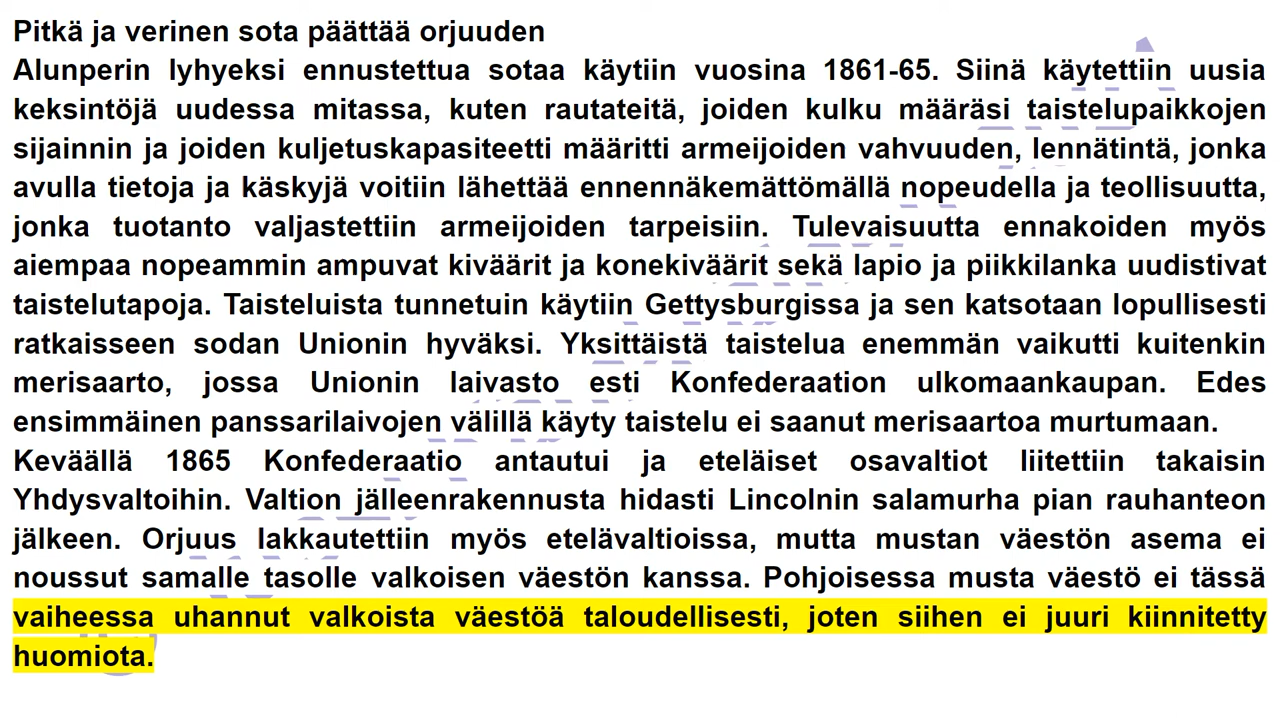 Pitkä ja verinen sota päättää orjuuden
Alunperin lyhyeksi ennustettua sotaa käytiin vuosina 1861-65. Siinä käytettiin uusia
keksintöjä uudessa mitassa, kuten rautateitä, joiden kulku määräsi taistelupaikkojen
sijainnin ja joiden kuljetuskapasiteetti määritti armeijoiden vahvuuden, lennätintä, jonka
avulla tietoja ja käskyjä voitiin lähettää ennennäkemättömällä nopeudella ja teollisuutta,
jonka tuotanto valjastettiin armeijoiden tarpeisiin. Tulevaisuutta ennakoiden myös
aiempaa nopeammin ampuvat kiväärit ja konekiväärit sekä lapio ja piikkilanka uudistivat
taistelutapoja. Taisteluista tunnetuin käytiin Gettysburgissa ja sen katsotaan lopullisesti
ratkaisseen sodan Unionin hyväksi. Yksittäistä taistelua enemmän vaikutti kuitenkin
merisaarto, jossa Unionin laivasto esti Konfederaation ulkomaankaupan. Edes
ensimmäinen panssarilaivojen välillä käyty taistelu ei saanut merisaartoa murtumaan.
Keväällä 1865 Konfederaatio antautui ja eteläiset osavaltiot liitettiin takaisin
Yhdysvaltoihin. Valtion jälleenrakennusta hidasti Lincolnin salamurha pian rauhanteon
jälkeen. Orjuus lakkautettiin myös etelävaltioissa, mutta mustan väestön asema ei
noussut samalle tasolle valkoisen väestön kanssa. Pohjoisessa musta väestö ei tässä
vaiheessa uhannut valkoista väestöä taloudellisesti, joten siihen ei juuri kiinnitetty
huomiota.